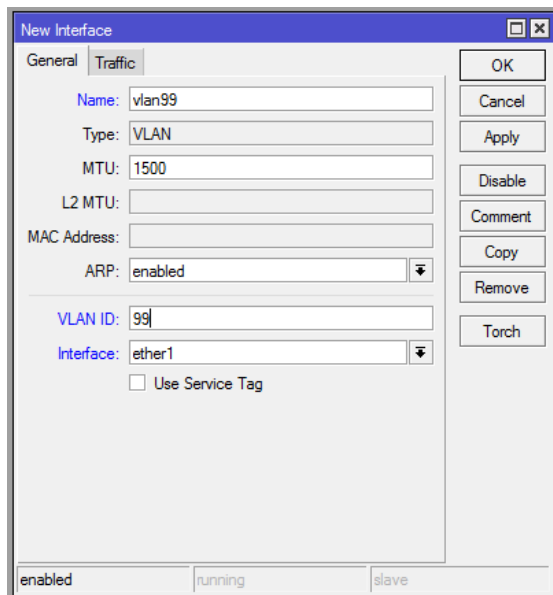 New Interface
General Traffic
Name: vlan99
Type: VLAN
MTU: 1500
L2 MTU:
MAC Address:
ARP: enabled
VLAN ID: 99
Interface: ether1
Use Service Tag
OK
Cancel
Apply
Disable
Comment
Copy
Remove
Torch
enabled running slave